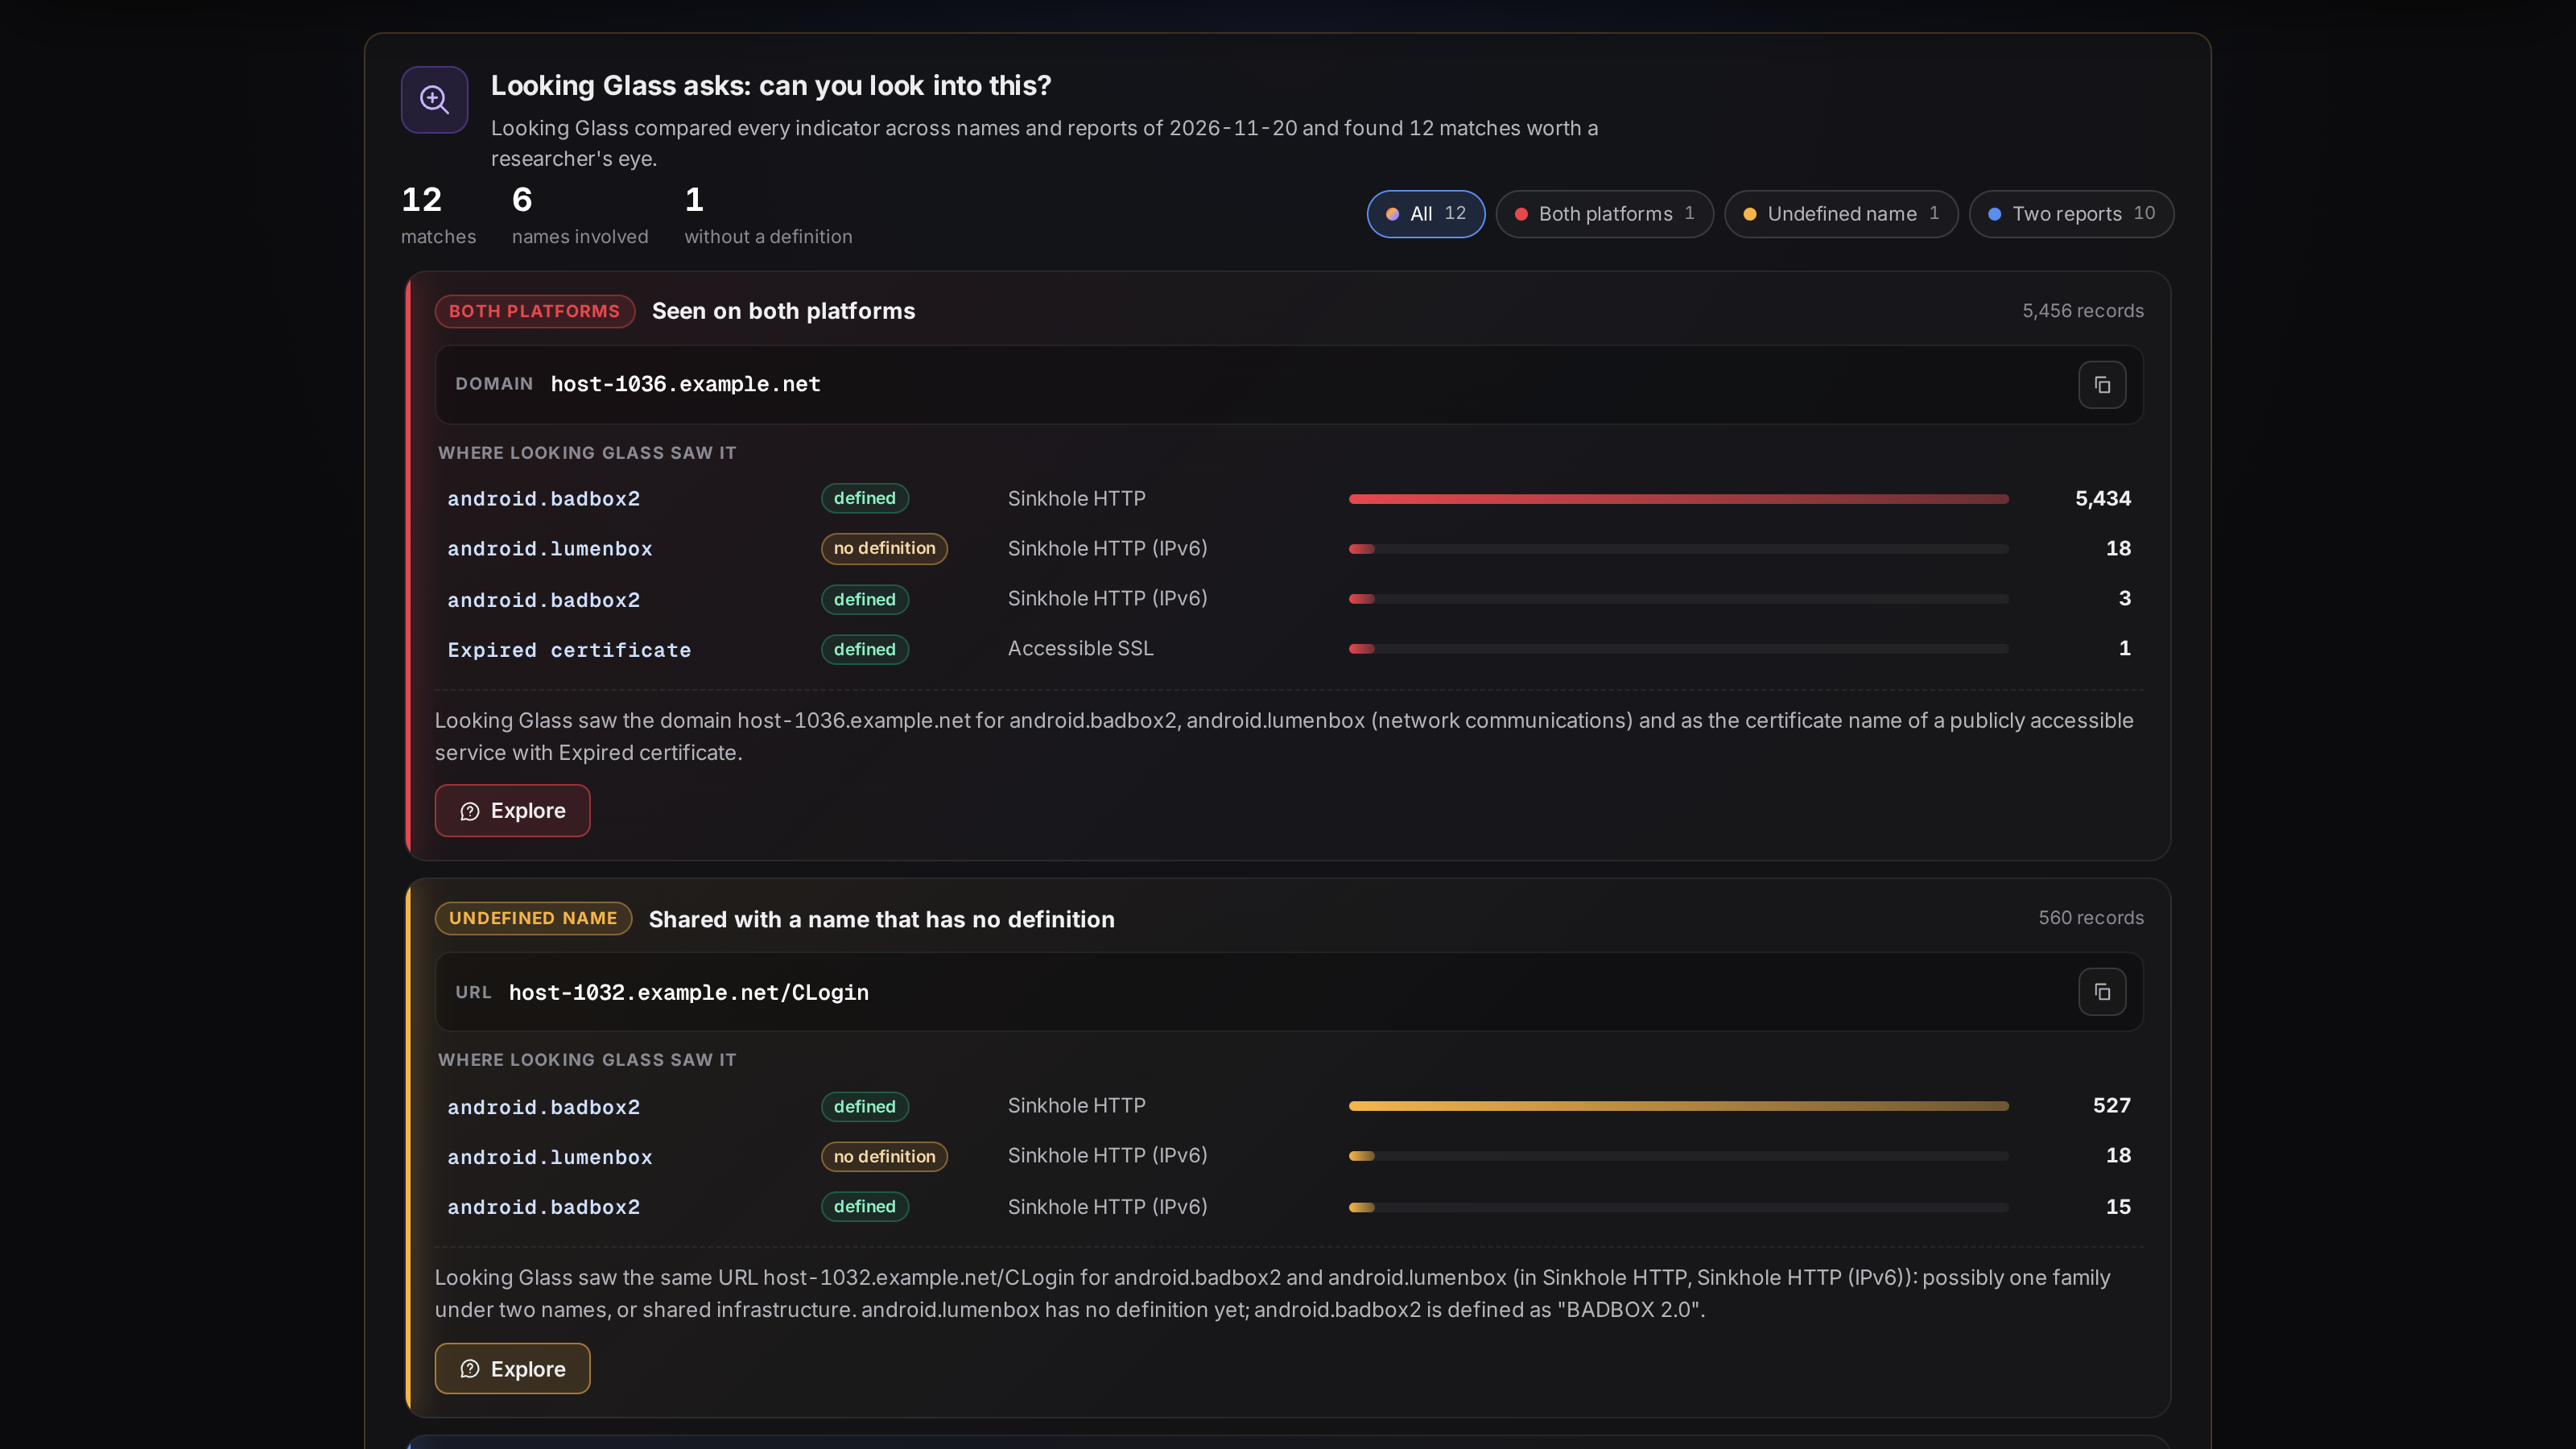 Looking Glass asks: can you look into this?
Looking Glass compared every indicator across names and reports of 2026-11-20 and found 12 matches worth a
researcher's eye.
12 matches
6 names involved
1 without a definition
All 12
Both platforms 1
Undefined name 1
Two reports 10
BOTH PLATFORMS Seen on both platforms 5,456 records
DOMAIN host-1036.example.net
WHERE LOOKING GLASS SAW IT
android.badbox2 defined Sinkhole HTTP 5,434
android.lumenbox no definition Sinkhole HTTP (IPv6) 18
android.badbox2 defined Sinkhole HTTP (IPv6) 3
Expired certificate defined Accessible SSL 1
Looking Glass saw the domain host-1036.example.net for android.badbox2, android.lumenbox (network communications) and as the certificate name of a publicly accessible
service with Expired certificate.
Explore
UNDEFINED NAME Shared with a name that has no definition 560 records
URL host-1032.example.net/CLogin
WHERE LOOKING GLASS SAW IT
android.badbox2 defined Sinkhole HTTP 527
android.lumenbox no definition Sinkhole HTTP (IPv6) 18
android.badbox2 defined Sinkhole HTTP (IPv6) 15
Looking Glass saw the same URL host-1032.example.net/CLogin for android.badbox2 and android.lumenbox (in Sinkhole HTTP, Sinkhole HTTP (IPv6)): possibly one family
under two names, or shared infrastructure. android.lumenbox has no definition yet; android.badbox2 is defined as "BADBOX 2.0".
Explore